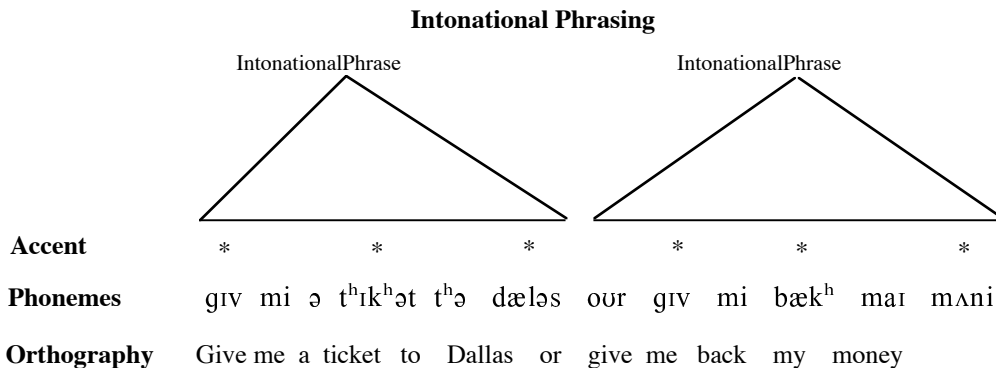 Intonational Phrasing
IntonationalPhrase IntonationalPhrase
Accent * * * * * *
Phonemes gɪv mi ə tʰɪkʰət tʰə dæləs oʊr gɪv mi bækʰ maɪ mʌni
Orthography Give me a ticket to Dallas or give me back my money